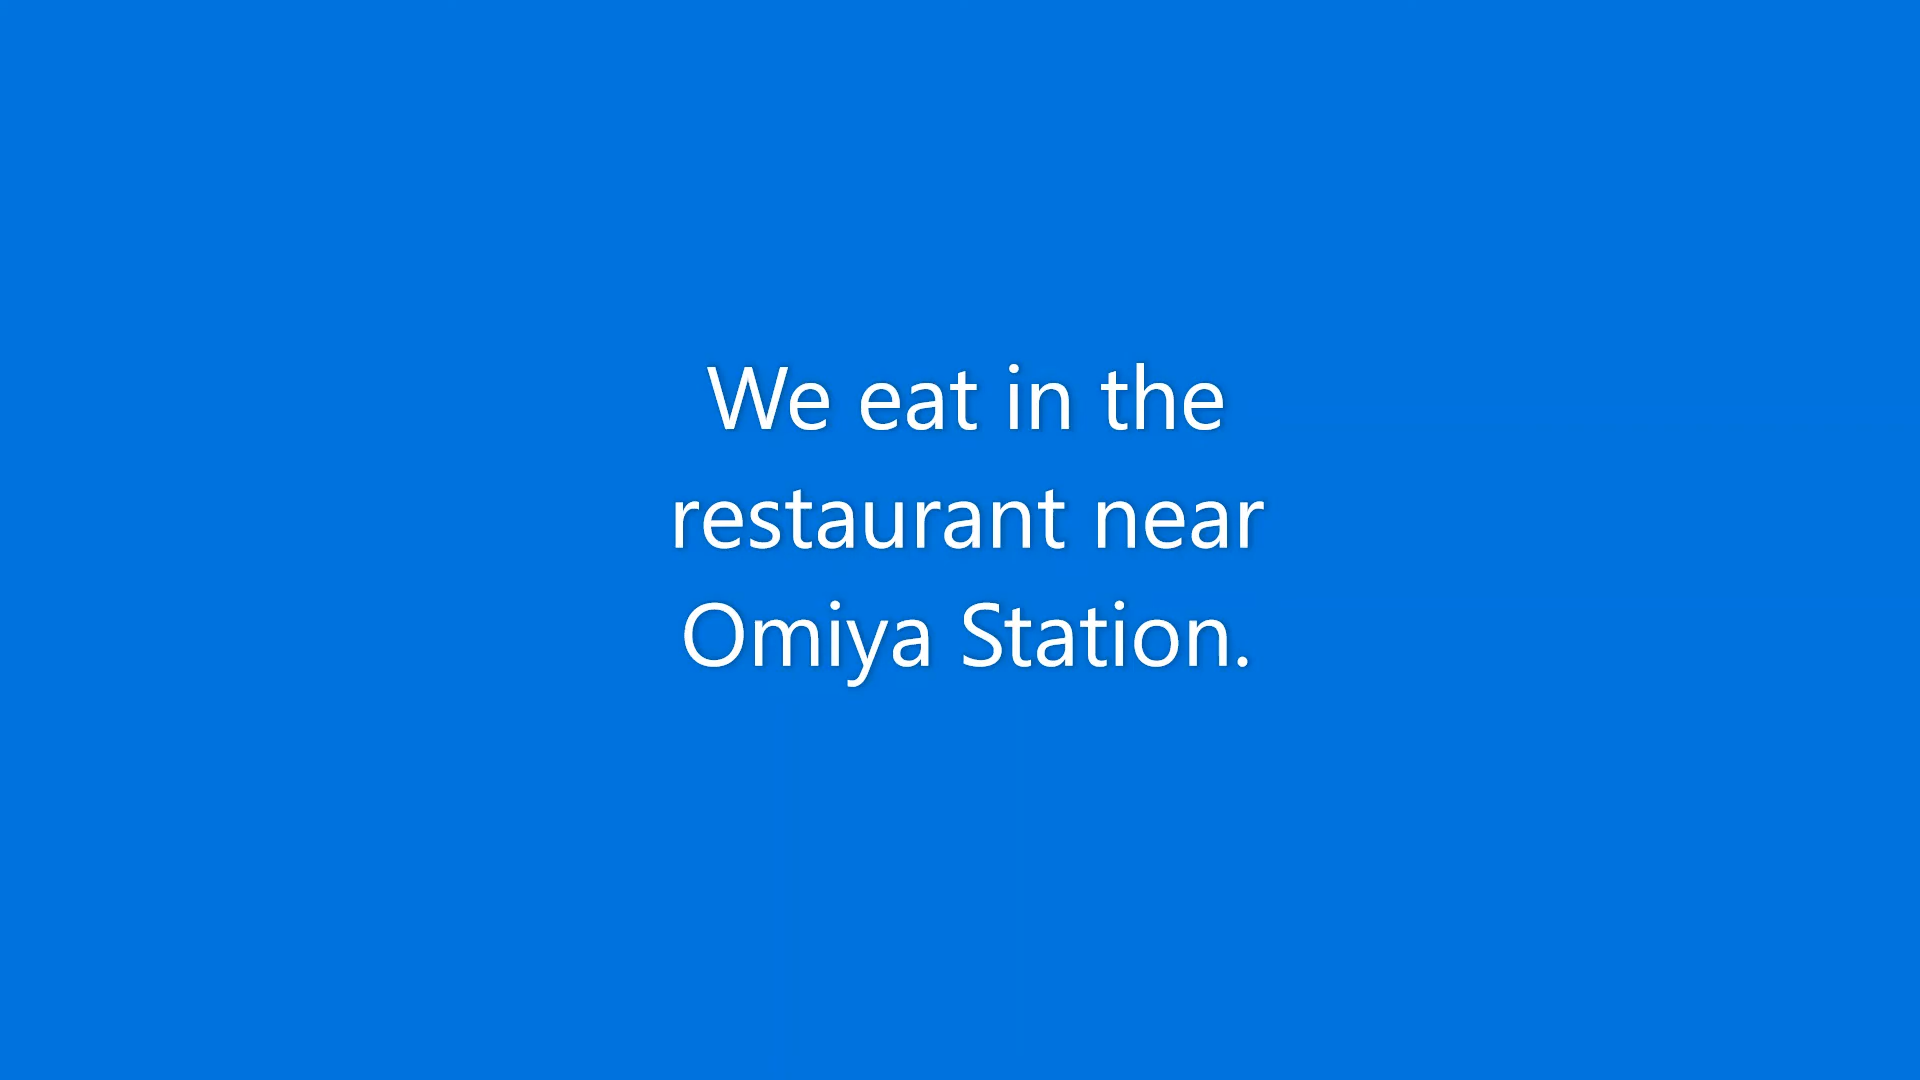 We eat in the
restaurant near
Omiya Station.